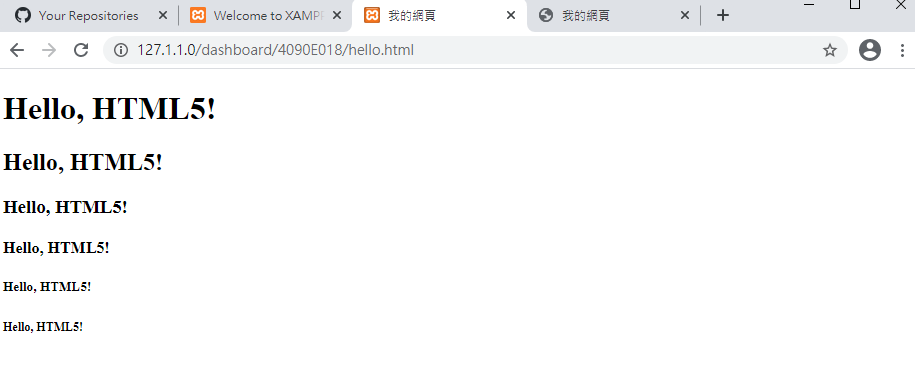 Your Repositories
Welcome to XAMPP
我的網頁
我的網頁
127.1.1.0/dashboard/4090E018/hello.html
Hello, HTML5!
Hello, HTML5!
Hello, HTML5!
Hello, HTML5!
Hello, HTML5!
Hello, HTML5!